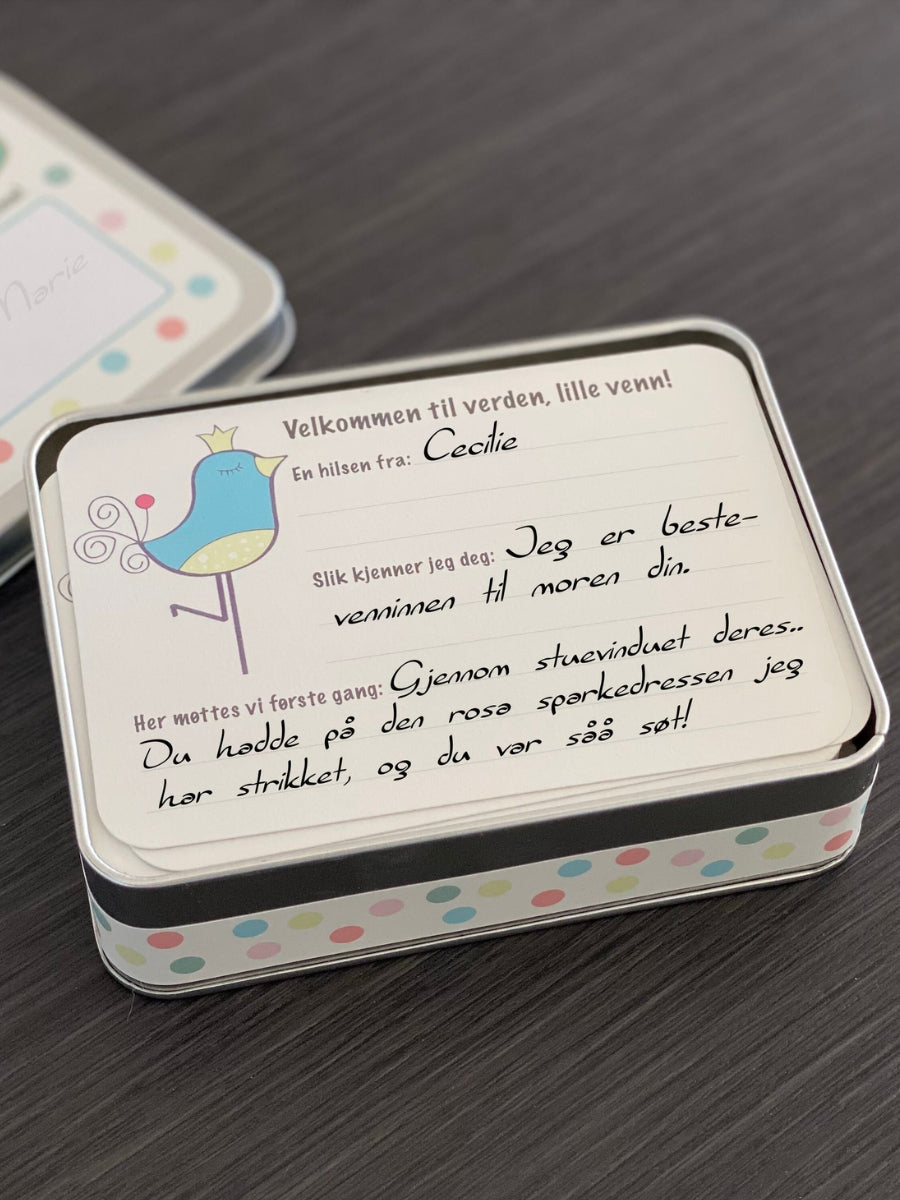 Marie
Velkommen til verden, lille venn!
En hilsen fra: Cecilie
Slik kjenner jeg deg: Jeg er beste-
venninnen til moren din.
Her møttes vi første gang: Gjennom stuevinduet deres..
Du hadde på den rosa sparkedressen jeg
har strikket, og du var såå søt!